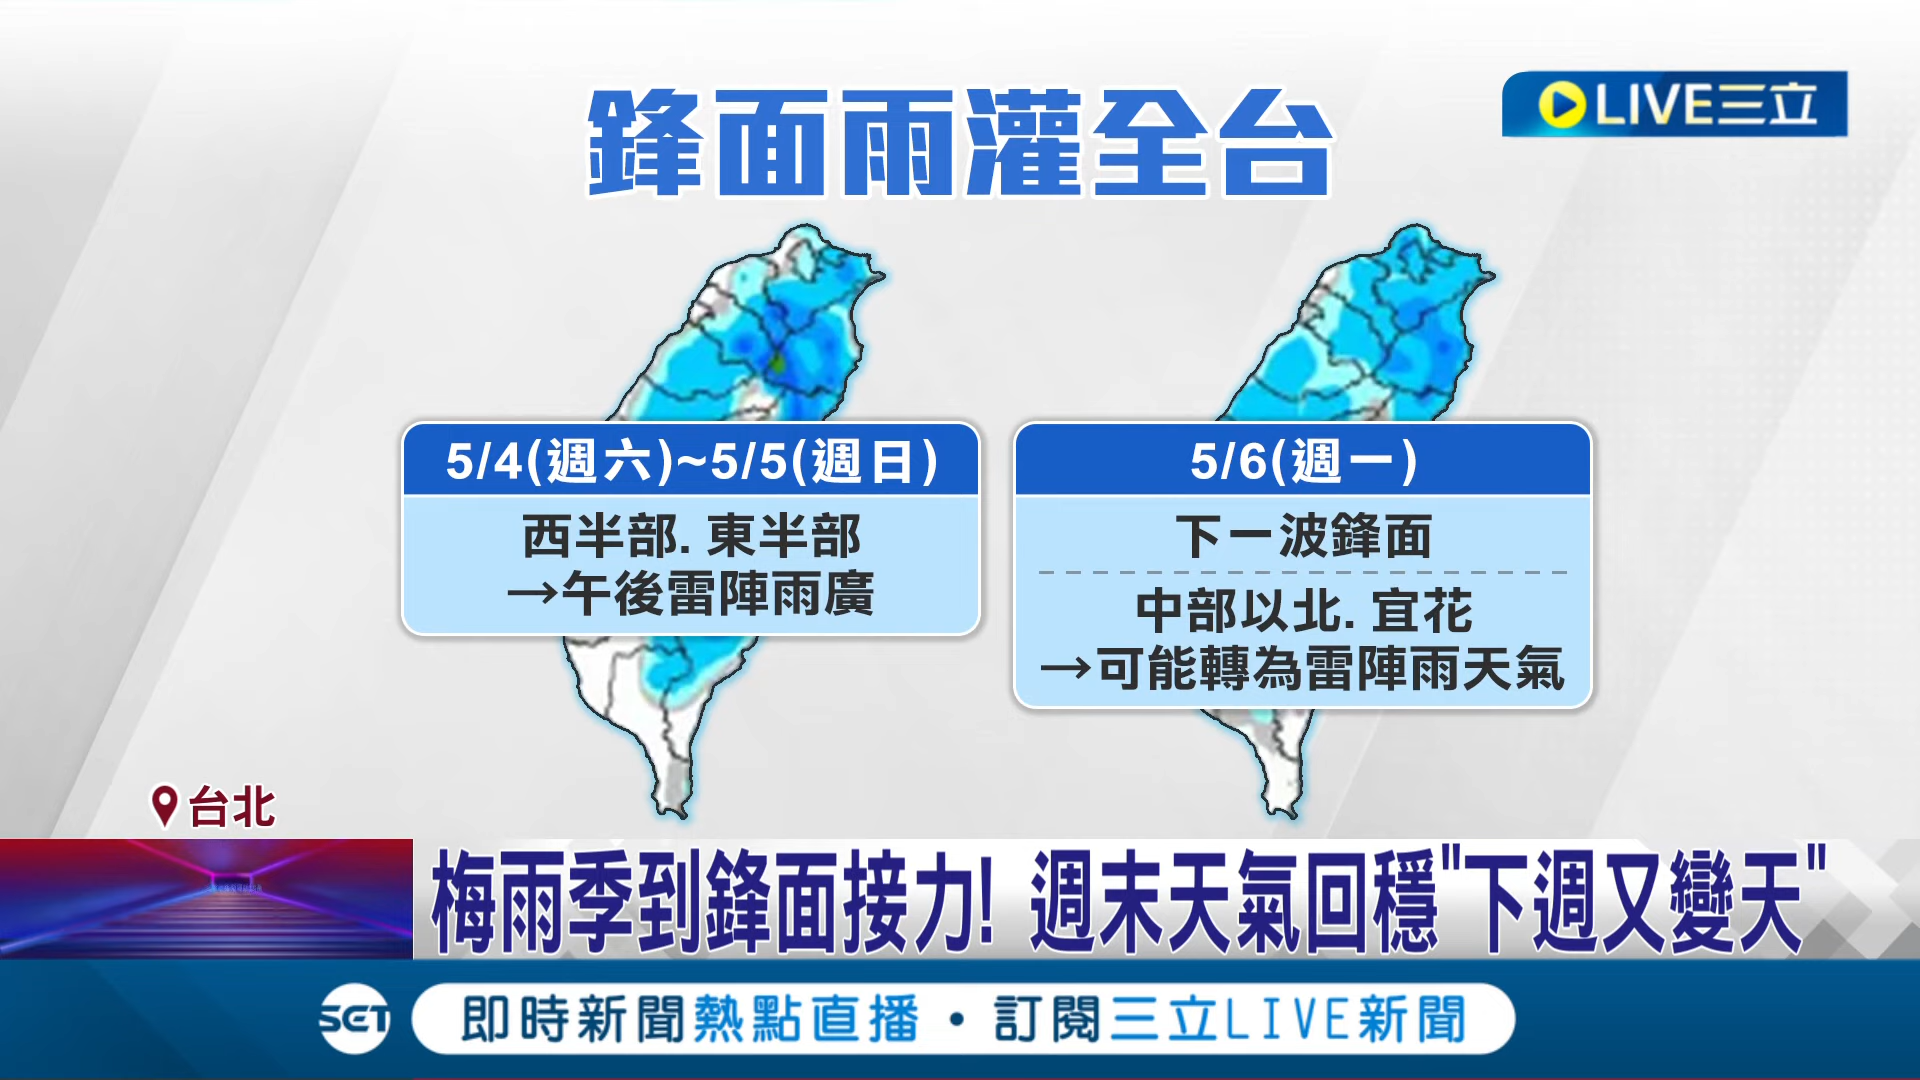 鋒面雨灌全台
LIVE三立
5/4(週六)~5/5(週日)
西半部. 東半部
→午後雷陣雨廣
5/6(週一)
下一波鋒面
中部以北. 宜花
→可能轉為雷陣雨天氣
台北
梅雨季到鋒面接力! 週末天氣回穩"下週又變天"
SET
即時新聞熱點直播・訂閱三立LIVE新聞